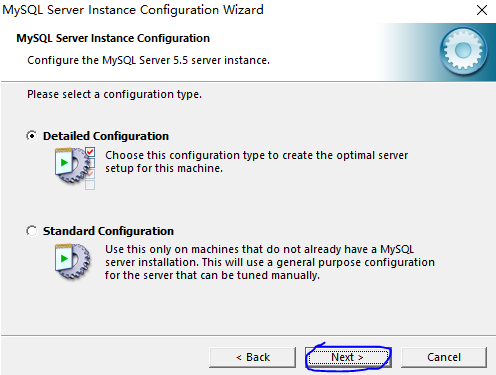 MySQL Server Instance Configuration Wizard
MySQL Server Instance Configuration
Configure the MySQL Server 5.5 server instance.
Please select a configuration type.
Detailed Configuration
Choose this configuration type to create the optimal server
setup for this machine.
Standard Configuration
Use this only on machines that do not already have a MySQL
server installation. This will use a general purpose configuration
for the server that can be tuned manually.
< Back
Next >
Cancel